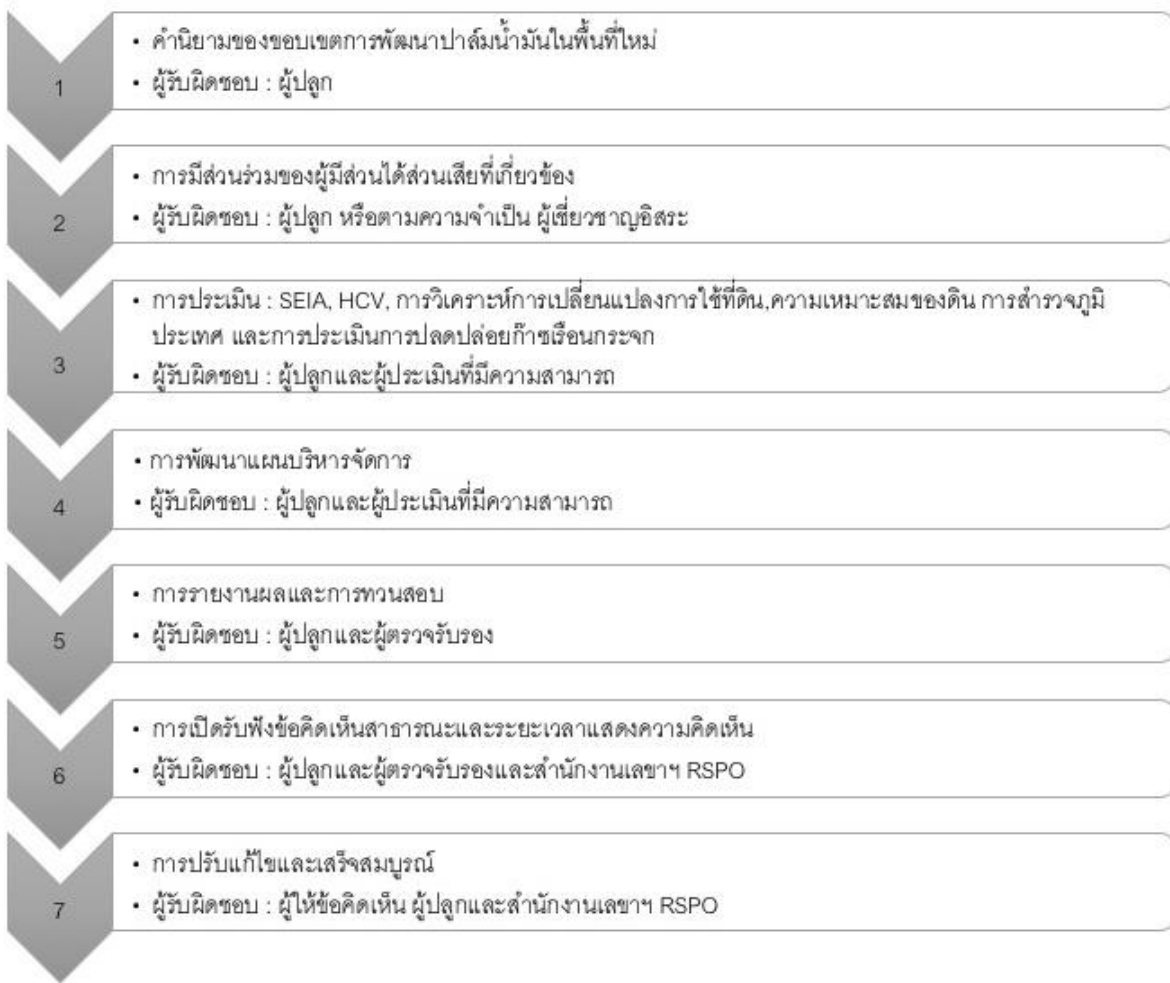 1
• คำนิยามของขอบเขตการพัฒนาปาล์มน้ำมันในพื้นที่ใหม่
• ผู้รับผิดชอบ : ผู้ปลูก
2
• การมีส่วนร่วมของผู้มีส่วนได้ส่วนเสียที่เกี่ยวข้อง
• ผู้รับผิดชอบ : ผู้ปลูก หรือตามความจำเป็น ผู้เชี่ยวชาญอิสระ
3
• การประเมิน : SEIA, HCV, การวิเคราะห์การเปลี่ยนแปลงการใช้ที่ดิน,ความเหมาะสมของดิน การสำรวจภูมิ
ประเทศ และการประเมินการปลดปล่อยก๊าซเรือนกระจก
• ผู้รับผิดชอบ : ผู้ปลูกและผู้ประเมินที่มีความสามารถ
4
• การพัฒนาแผนบริหารจัดการ
• ผู้รับผิดชอบ : ผู้ปลูกและผู้ประเมินที่มีความสามารถ
5
• การรายงานผลและการทวนสอบ
• ผู้รับผิดชอบ : ผู้ปลูกและผู้ตรวจรับรอง
6
• การเปิดรับฟังข้อคิดเห็นสาธารณะและระยะเวลาแสดงความคิดเห็น
• ผู้รับผิดชอบ : ผู้ปลูกและผู้ตรวจรับรองและสำนักงานเลขาฯ RSPO
7
• การปรับแก้ไขและเสร็จสมบูรณ์
• ผู้รับผิดชอบ : ผู้ให้ข้อคิดเห็น ผู้ปลูกและสำนักงานเลขาฯ RSPO